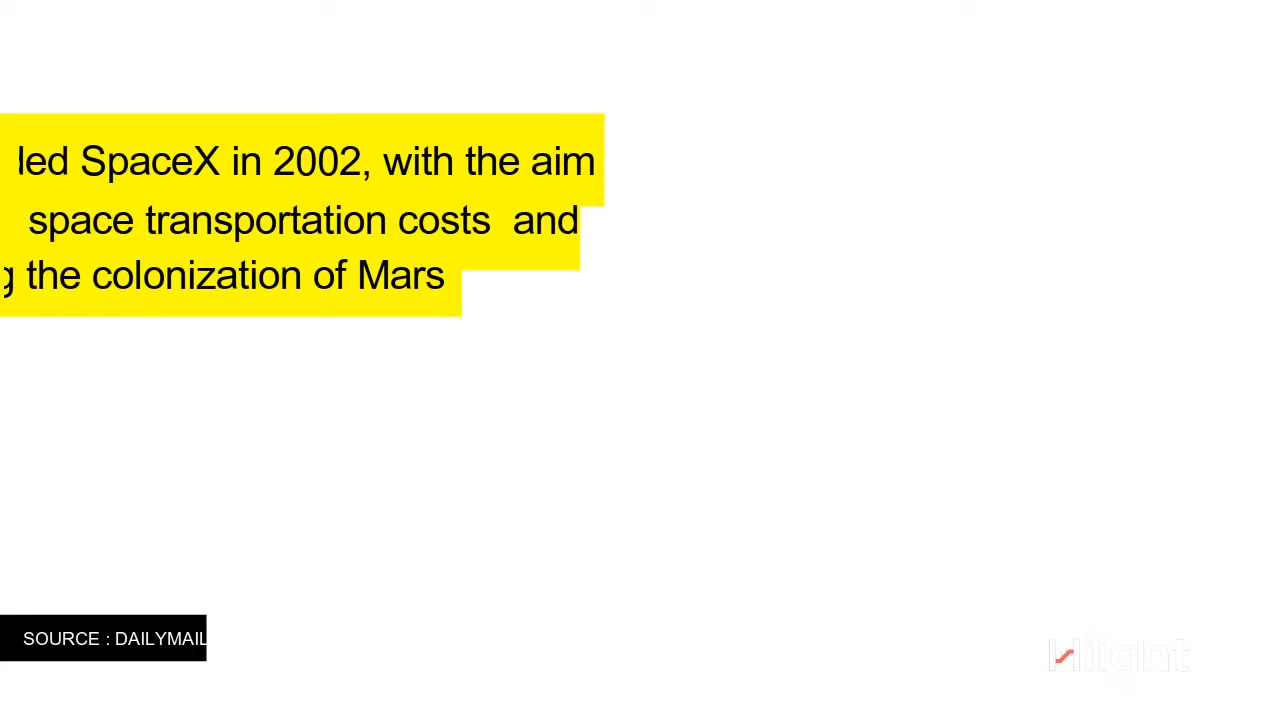 led SpaceX in 2002, with the aim
space transportation costs and
g the colonization of Mars
SOURCE : DAILYMAIL